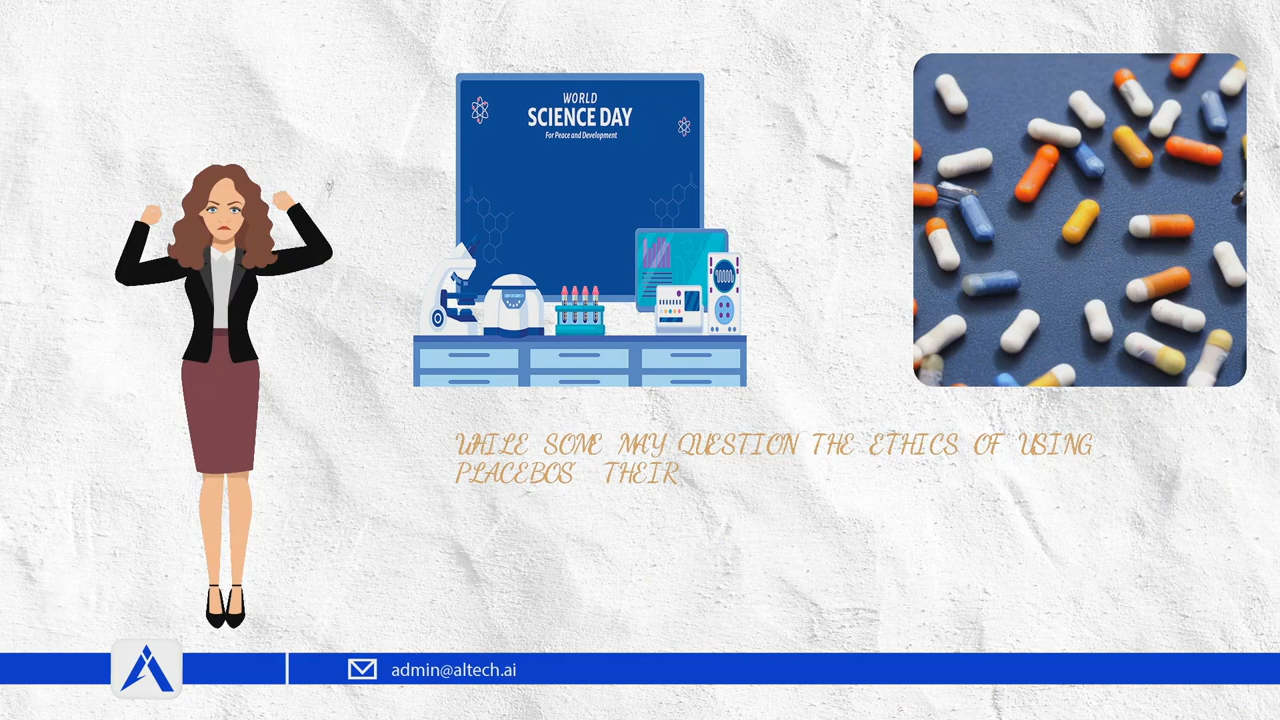 WORLD
SCIENCE DAY
For Peace and Development
WHILE SOME MAY QUESTION THE ETHICS OF USING
PLACEBOS THEIR
admin@altech.ai